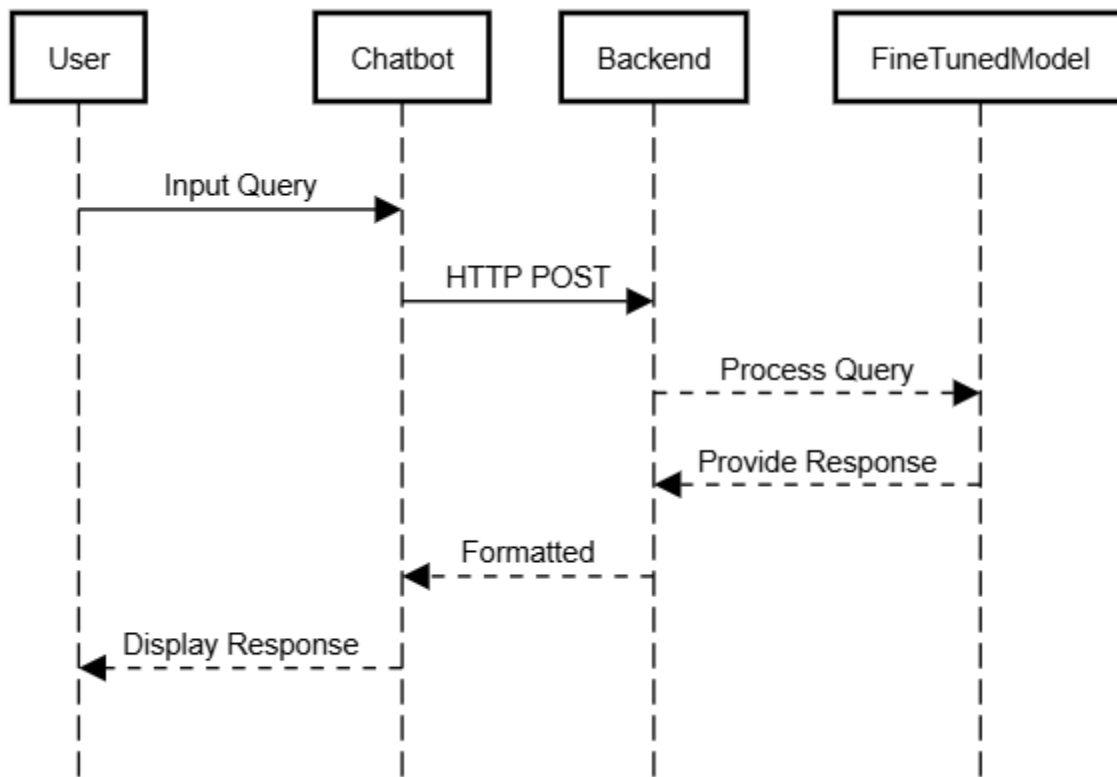 User
Chatbot
Backend
FineTunedModel
Input Query
HTTP POST
Process Query
Provide Response
Formatted
Display Response